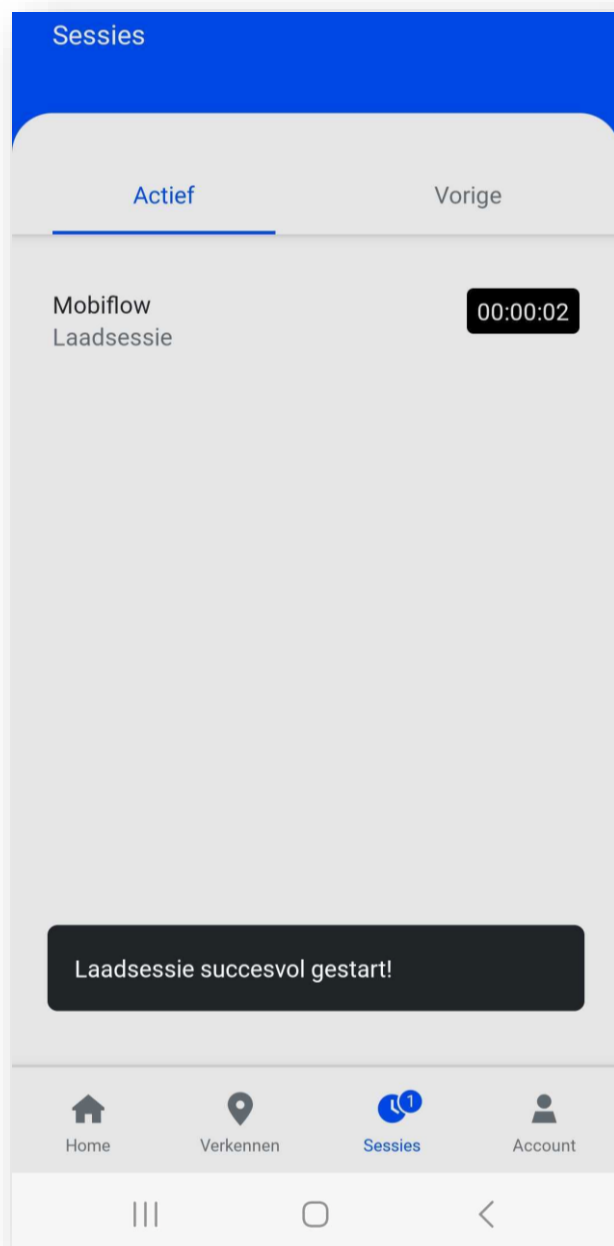 Sessies
Actief
Vorige
Mobiflow
00:00:02
Laadsessie
Laadsessie succesvol gestart!
1
Home
Verkennen
Sessies
Account